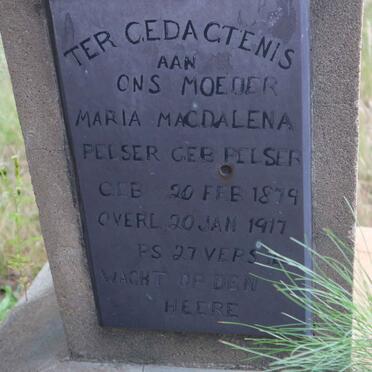 TER GEDAGTENIS
AAN
ONS MOEDER
MARIA MAGDALENA
PELSER GEB PELSER
GEB 20 FEB 1879
OVERL 20 JAN 1917
PS 27 VERS
WACHT OP DEN
HEERE